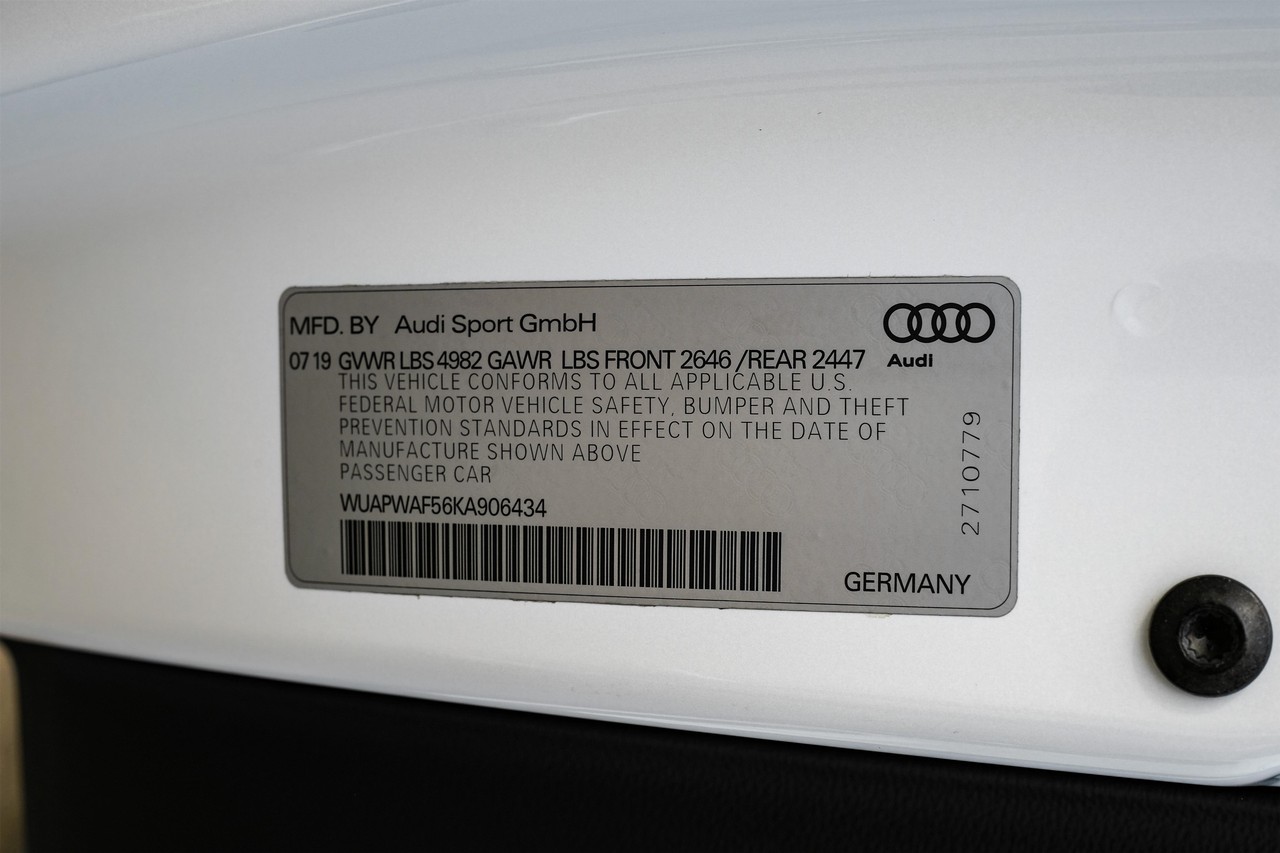 MFD. BY Audi Sport GmbH
07 19 GVWR LBS 4982 GAWR LBS FRONT 2646 /REAR 2447
Audi
THIS VEHICLE CONFORMS TO ALL APPLICABLE U.S.
FEDERAL MOTOR VEHICLE SAFETY, BUMPER AND THEFT
PREVENTION STANDARDS IN EFFECT ON THE DATE OF
MANUFACTURE SHOWN ABOVE
PASSENGER CAR
2710779
WUAPWAF56KA906434
GERMANY